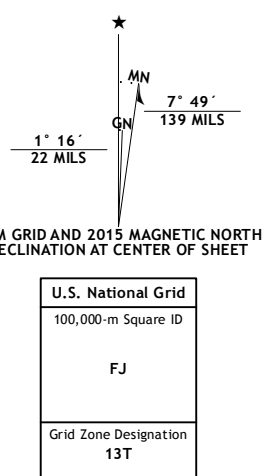 ★
MN
7° 49´
139 MILS
GN
1° 16´
22 MILS
M GRID AND 2015 MAGNETIC NORTH
ECLINATION AT CENTER OF SHEET
U.S. National Grid
100,000-m Square ID
FJ
Grid Zone Designation
13T